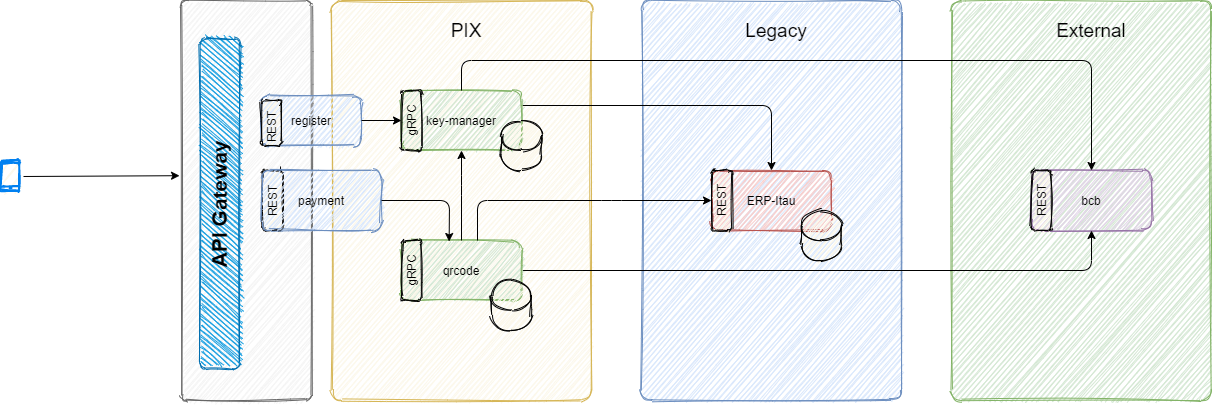 PIX
Legacy
External
API Gateway
REST
register
gRPC
key-manager
REST
payment
REST
ERP-Itau
REST
bcb
gRPC
qrcode